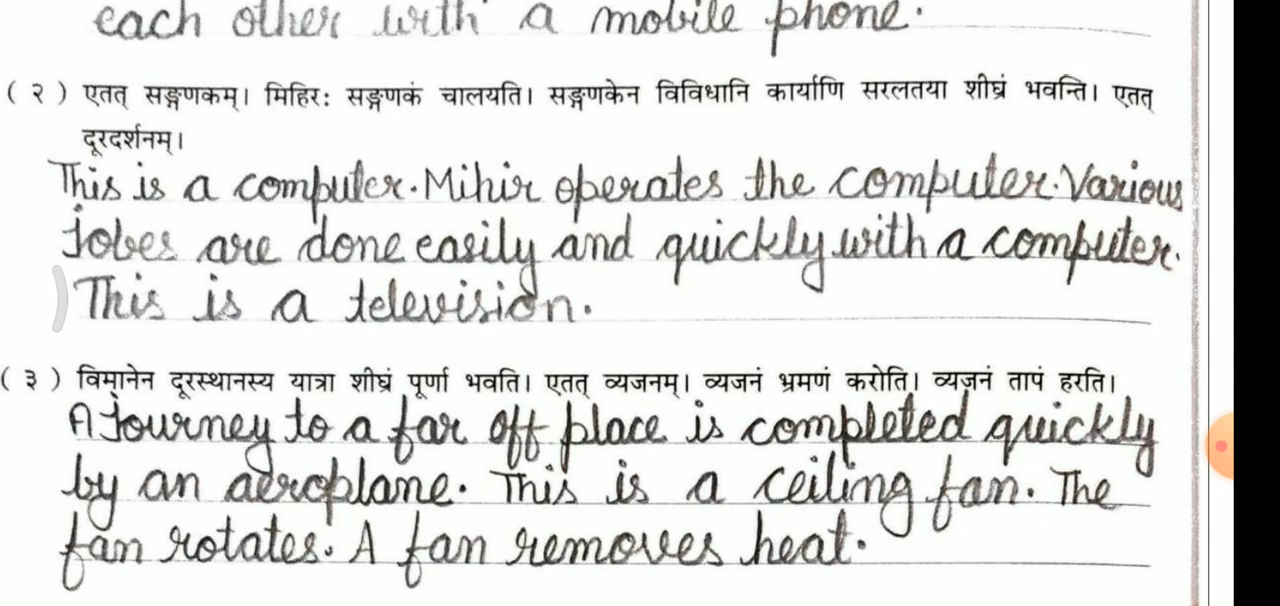 each other with a mobile phone.
( २ ) एतत् सङ्गणकम्। मिहिरः सङ्गणकं चालयति। सङ्गणकेन विविधानि कार्याणि सरलतया शीघ्रं भवन्ति। एतत्
दूरदर्शनम्।
This is a computer. Mihir operates the computer. Various
Jobes are done easily and quickly with a computer.
This is a television.
( ३ ) विमानेन दूरस्थानस्य यात्रा शीघ्रं पूर्णा भवति। एतत् व्यजनम्। व्यजनं भ्रमणं करोति। व्यजनं तापं हरति।
A Journey to a far off place is completed quickly
by an aeroplane. This is a ceiling fan. The
fan rotates. A fan removes heat.